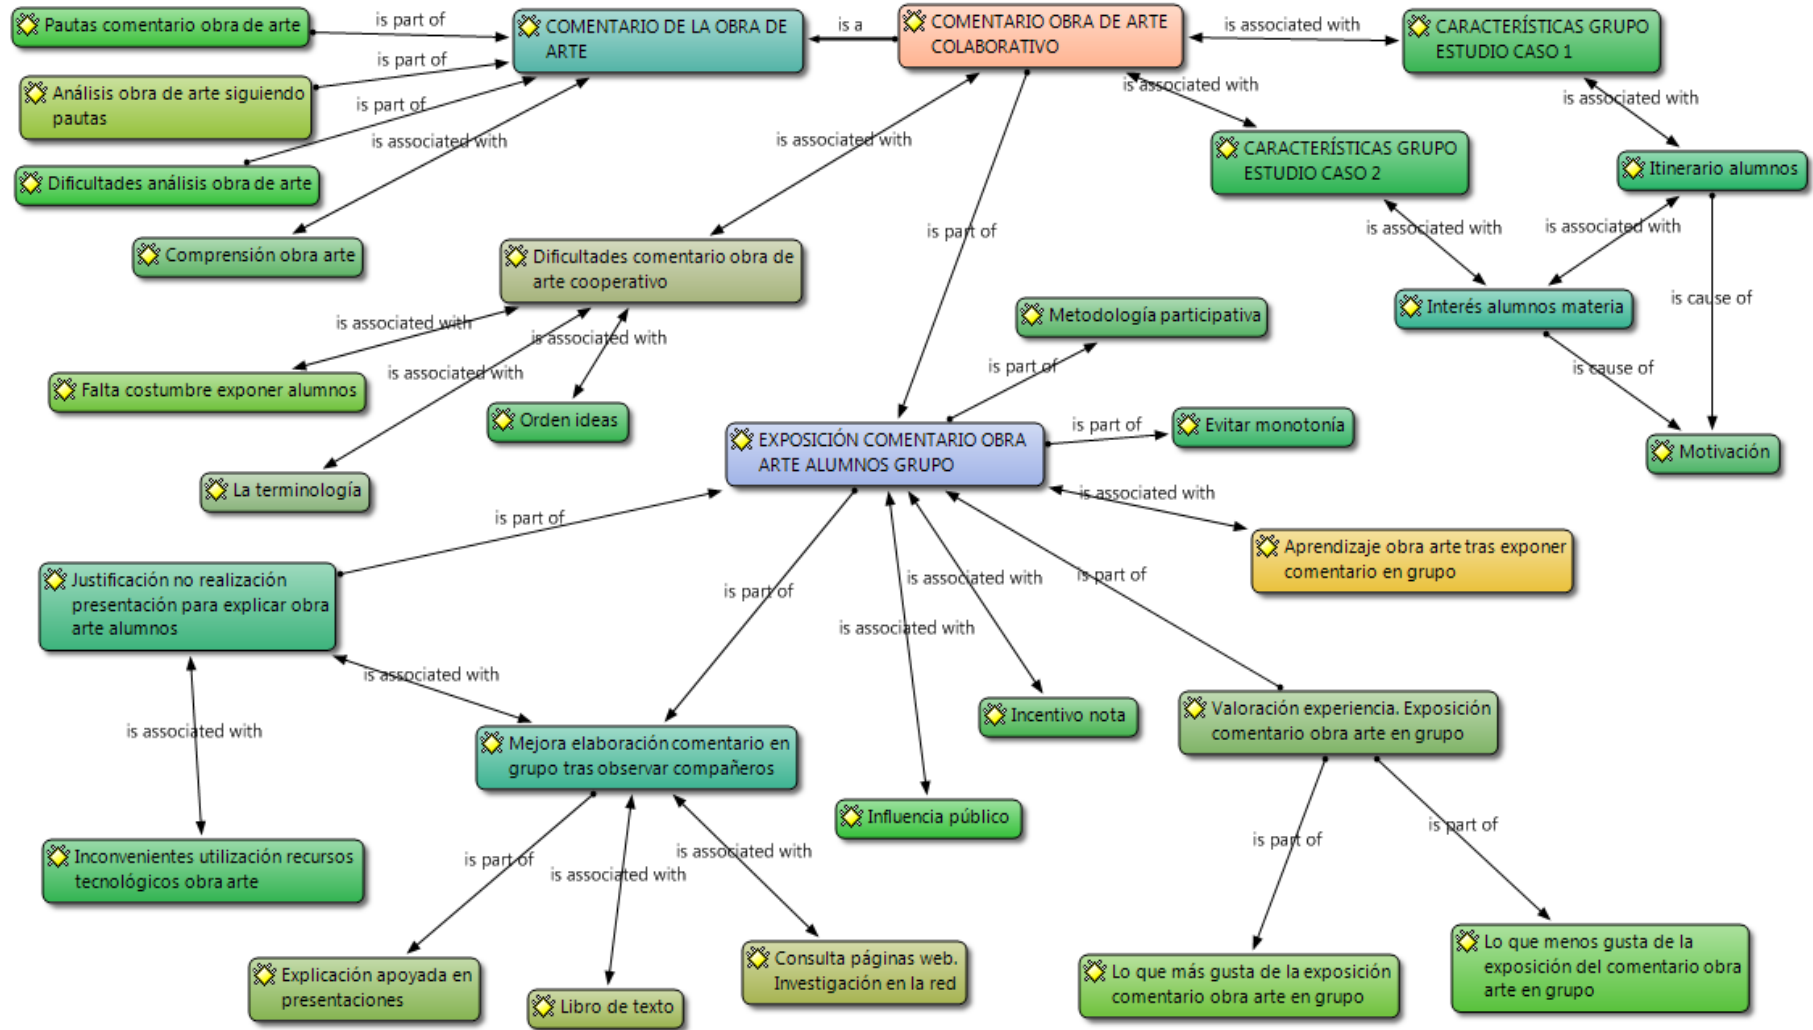 Pautas comentario obra de arte
is part of
COMENTARIO DE LA OBRA DE
ARTE
is a
COMENTARIO OBRA DE ARTE
COLABORATIVO
is associated with
CARACTERÍSTICAS GRUPO
ESTUDIO CASO 1
is part of
Análisis obra de arte siguiendo
pautas
is part of
is associated with
is associated with
is associated with
is associated with
CARACTERÍSTICAS GRUPO
ESTUDIO CASO 2
Itinerario alumnos
Dificultades análisis obra de arte
is part of
is associated with
is associated with
Comprensión obra arte
Dificultades comentario obra de
arte cooperativo
is cause of
Interés alumnos materia
Metodología participativa
is associated with
is associated with
is associated with
is part of
is cause of
Falta costumbre exponer alumnos
Orden ideas
is part of
Evitar monotonía
EXPOSICIÓN COMENTARIO OBRA
ARTE ALUMNOS GRUPO
Motivación
La terminología
is associated with
is part of
Aprendizaje obra arte tras exponer
comentario en grupo
Justificación no realización
presentación para explicar obra
arte alumnos
is part of
is associated with
is part of
is associated with
is associated with
is associated with
Mejora elaboración comentario en
grupo tras observar compañeros
Incentivo nota
Valoración experiencia. Exposición
comentario obra arte en grupo
Influencia público
Inconvenientes utilización recursos
tecnológicos obra arte
is part of
is associated with
is associated with
is part of
is part of
Explicación apoyada en
presentaciones
Libro de texto
Consulta páginas web.
Investigación en la red
Lo que más gusta de la exposición
comentario obra arte en grupo
Lo que menos gusta de la
exposición del comentario obra
arte en grupo